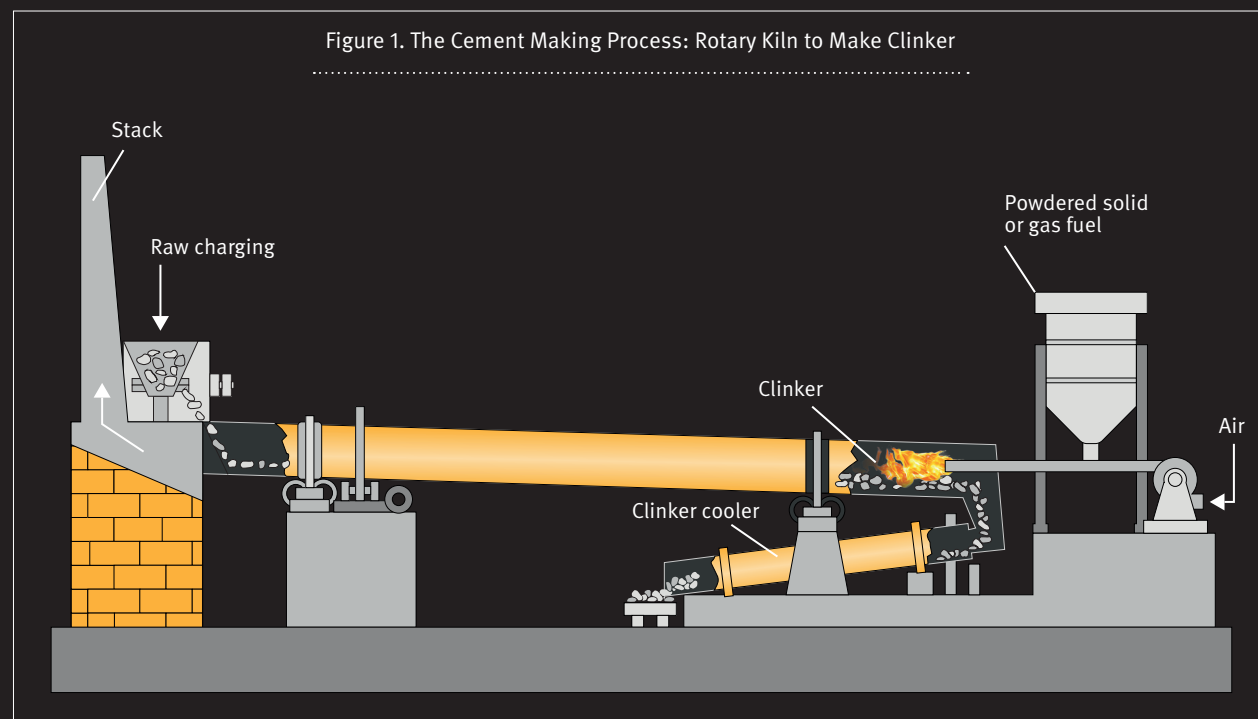 Figure 1. The Cement Making Process: Rotary Kiln to Make Clinker
Stack
Raw charging
Powdered solid
or gas fuel
Clinker
Air
Clinker cooler